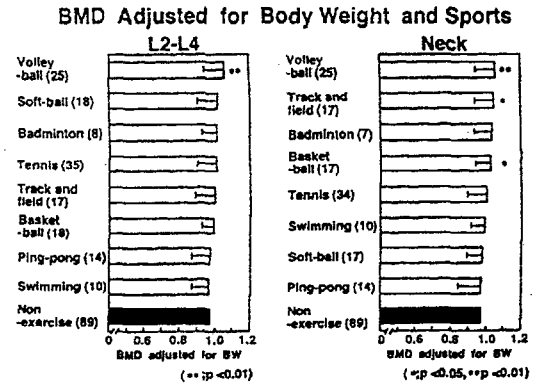 BMD Adjusted for Body Weight and Sports
L2-L4
Volley
-ball (25)
**
Soft-ball (18)
Badminton (8)
Tennis (35)
Track and
field (17)
Basket
-ball (18)
Ping-pong (14)
Swimming (10)
Non
-exercise (89)
0 0.6 0.8 1.0 1.2
BMD adjusted for BW
(**;p <0.01)
Neck
Volley
-ball (25)
**
Track and
field (17)
*
Badminton (7)
Basket
-ball (17)
*
Tennis (34)
Swimming (10)
Soft-ball (17)
Ping-pong (14)
Non
-exercise (89)
0 0.6 0.8 1.0 1.2
BMD adjusted for BW
(*;p <0.05, **p <0.01)